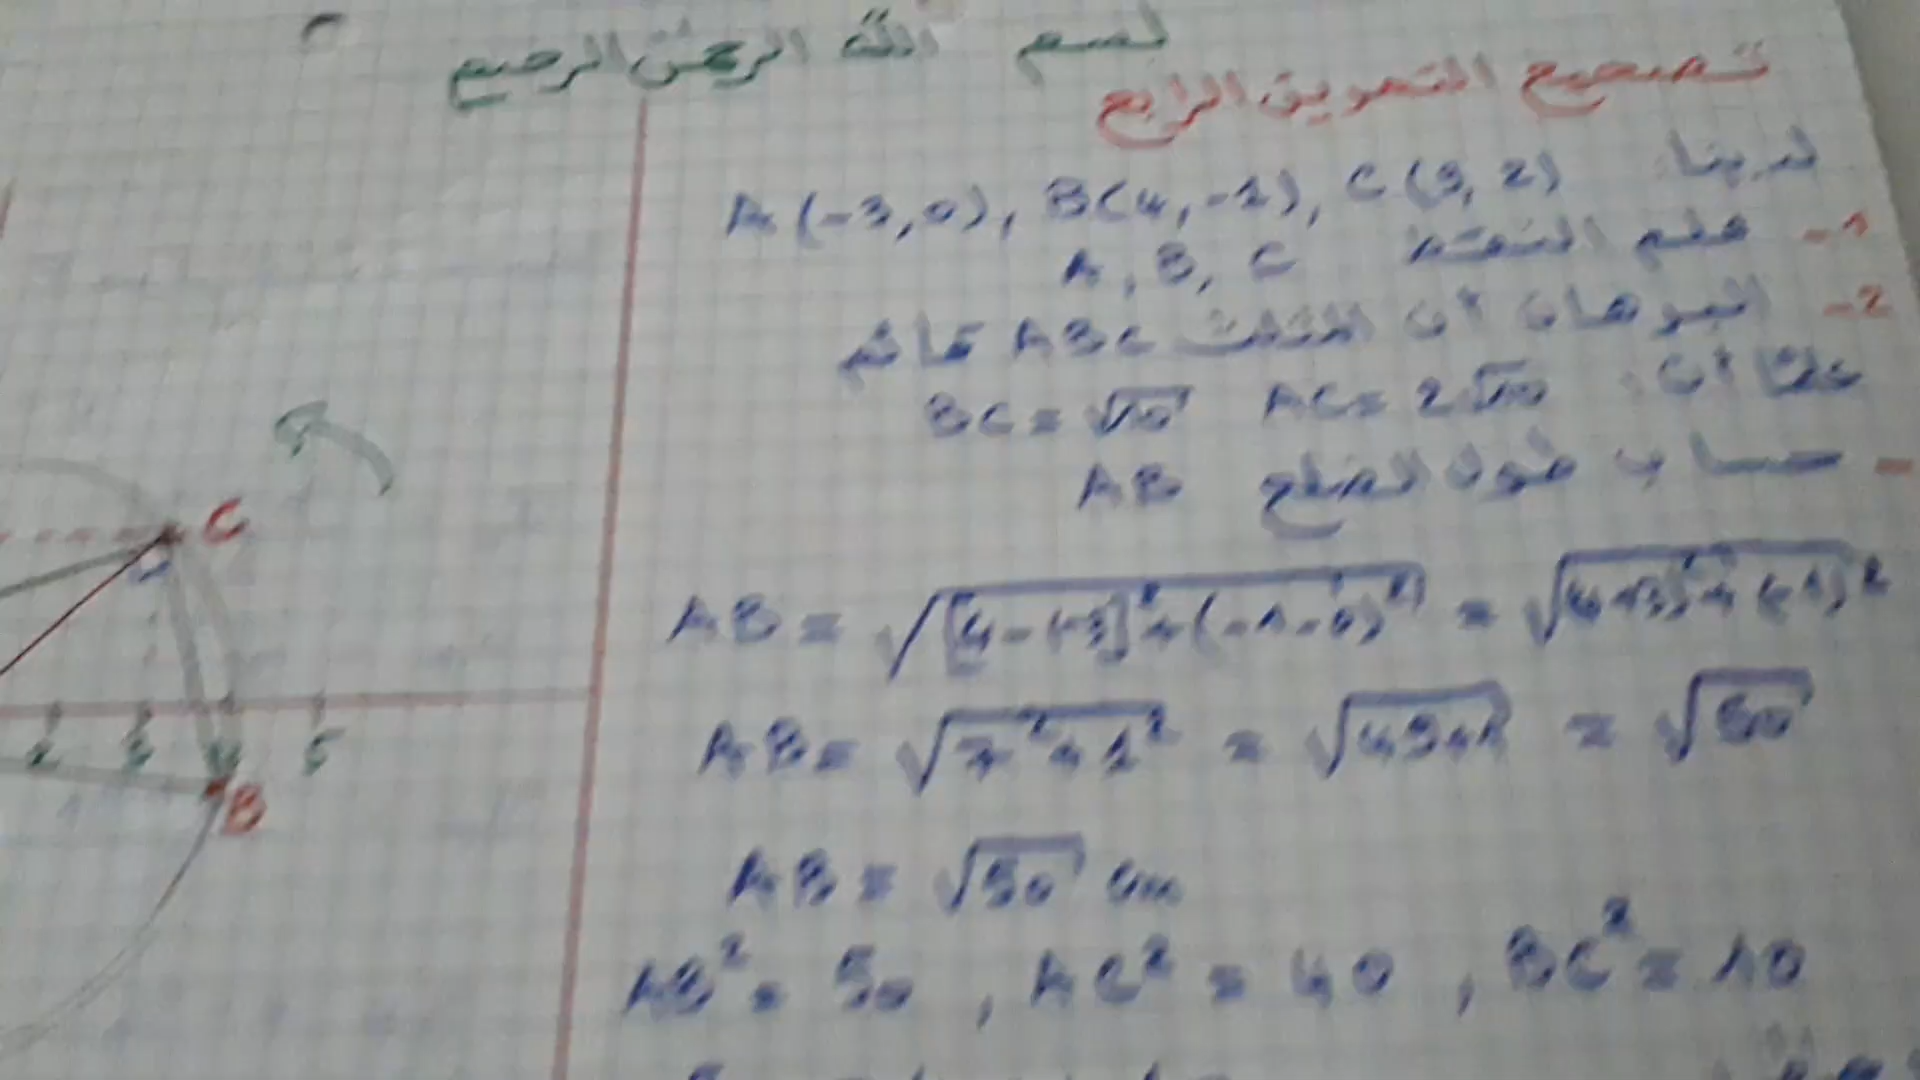 بسم الله الرحمن الرحيم
تصحيح التمرين الرابع
لدينا A(-3,0), B(4,-1), C(3,2)
1- علم النقط A, B, C
2- البرهان أن المثلث ABC قائم
علما أن: AC = 2√10 BC = √10
- حساب طول الضلع AB
AB = √([4-(-3)]²+(-1-0)²) = √((4+3)²+(-1)²)
AB = √(7²+1²) = √(49+1) = √50
AB = √50 cm
AB² = 50 , AC² = 40 , BC² = 10
C
2 3 4 5
B